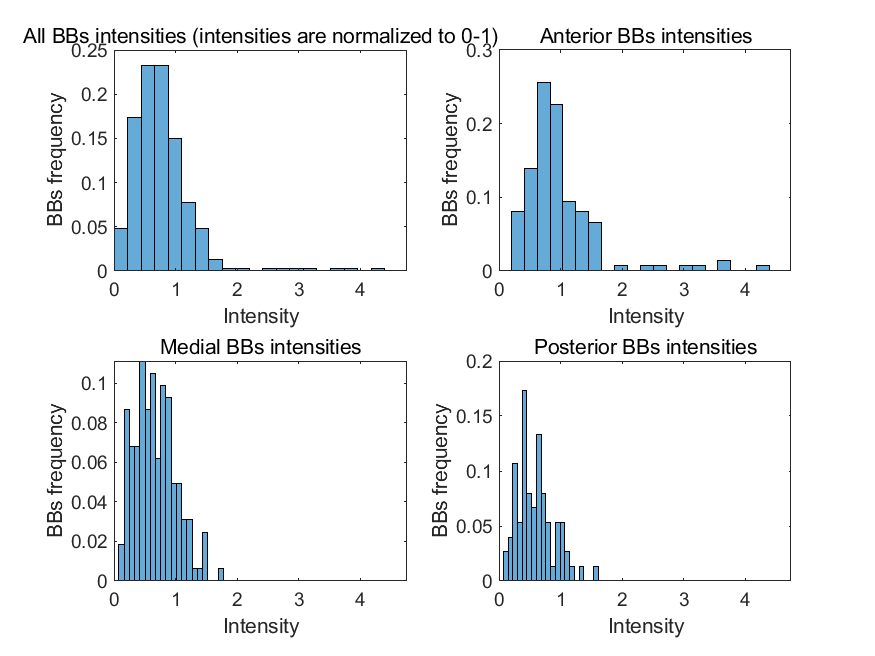 All BBs intensities (intensities are normalized to 0-1)
0.25
0.2
0.15
0.1
0.05
0
BBs frequency
0 1 2 3 4
Intensity
Anterior BBs intensities
0.3
0.2
0.1
0
BBs frequency
0 1 2 3 4
Intensity
Medial BBs intensities
0.1
0.08
0.06
0.04
0.02
0
BBs frequency
0 1 2 3 4
Intensity
Posterior BBs intensities
0.2
0.15
0.1
0.05
0
BBs frequency
0 1 2 3 4
Intensity